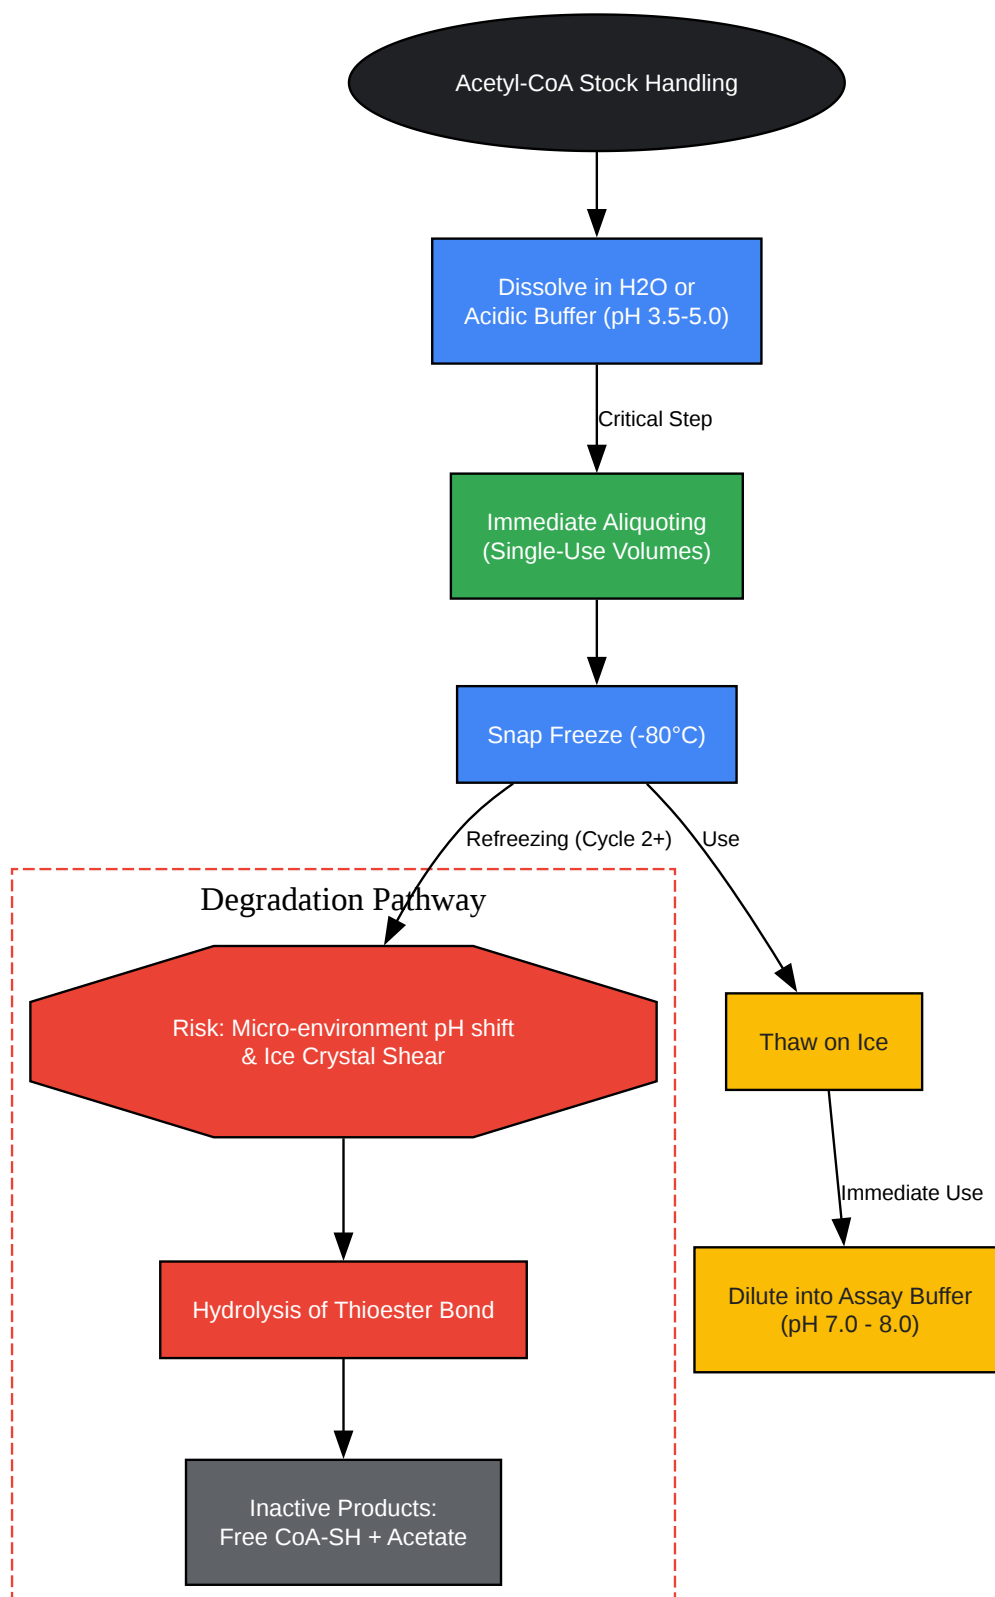 Acetyl-CoA Stock Handling
Dissolve in H2O or
Acidic Buffer (pH 3.5-5.0)
Critical Step
Immediate Aliquoting
(Single-Use Volumes)
Snap Freeze (-80°C)
Refreezing (Cycle 2+)
Use
Degradation Pathway
Risk: Micro-environment pH shift
& Ice Crystal Shear
Thaw on Ice
Immediate Use
Hydrolysis of Thioester Bond
Dilute into Assay Buffer
(pH 7.0 - 8.0)
Inactive Products:
Free CoA-SH + Acetate